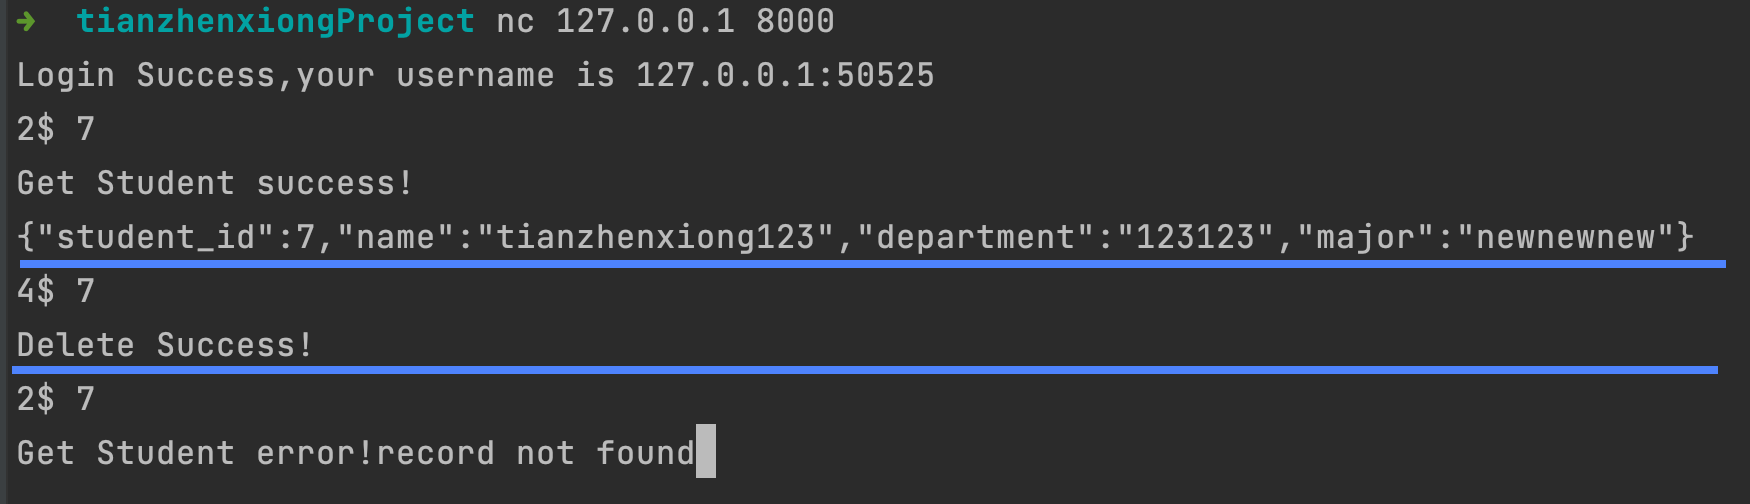 ➜  tianzhenxiongProject nc 127.0.0.1 8000
Login Success,your username is 127.0.0.1:50525
2$ 7
Get Student success!
{"student_id":7,"name":"tianzhenxiong123","department":"123123","major":"newnewnew"}
4$ 7
Delete Success!
2$ 7
Get Student error!record not found